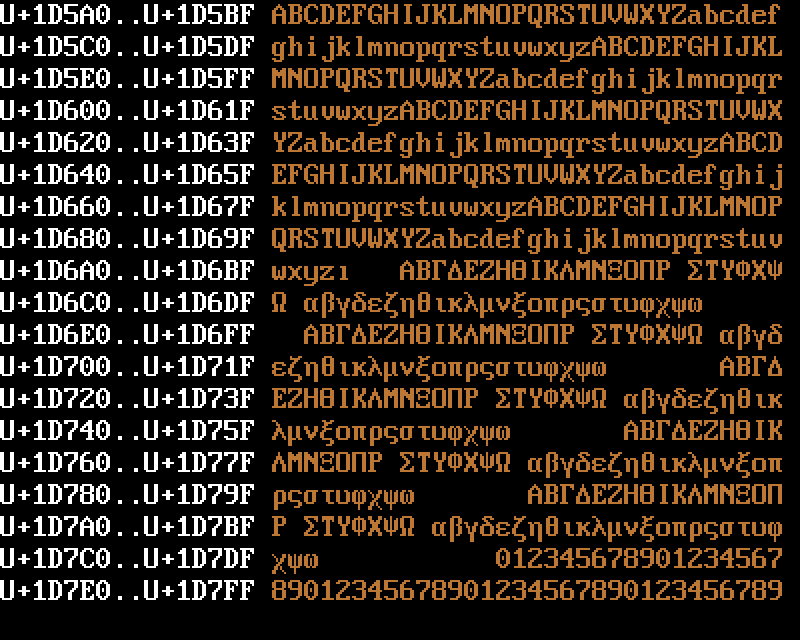 U+1D5A0..U+1D5BF ABCDEFGHIJKLMNOPQRSTUVWXYZabcdef
U+1D5C0..U+1D5DF ghijklmnopqrstuvwxyzABCDEFGHIJKL
U+1D5E0..U+1D5FF MNOPQRSTUVWXYZabcdefghijklmnopqr
U+1D600..U+1D61F stuvwxyzABCDEFGHIJKLMNOPQRSTUVWX
U+1D620..U+1D63F YZabcdefghijklmnopqrstuvwxyzABCD
U+1D640..U+1D65F EFGHIJKLMNOPQRSTUVWXYZabcdefghij
U+1D660..U+1D67F klmnopqrstuvwxyzABCDEFGHIJKLMNOP
U+1D680..U+1D69F QRSTUVWXYZabcdefghijklmnopqrstuv
U+1D6A0..U+1D6BF wxyzı   ΑΒΓΔΕΖΗΘΙΚΛΜΝΞΟΠΡ ΣΤΥΦΧΨ
U+1D6C0..U+1D6DF Ω αβγδεζηθικλμνξοπρςστυφχψω
U+1D6E0..U+1D6FF   ΑΒΓΔΕΖΗΘΙΚΛΜΝΞΟΠΡ ΣΤΥΦΧΨΩ αβγδ
U+1D700..U+1D71F εζηθικλμνξοπρςστυφχψω       ΑΒΓΔ
U+1D720..U+1D73F ΕΖΗΘΙΚΛΜΝΞΟΠΡ ΣΤΥΦΧΨΩ αβγδεζηθικ
U+1D740..U+1D75F λμνξοπρςστυφχψω       ΑΒΓΔΕΖΗΘΙΚ
U+1D760..U+1D77F ΛΜΝΞΟΠΡ ΣΤΥΦΧΨΩ αβγδεζηθικλμνξοπ
U+1D780..U+1D79F ρςστυφχψω       ΑΒΓΔΕΖΗΘΙΚΛΜΝΞΟΠ
U+1D7A0..U+1D7BF Ρ ΣΤΥΦΧΨΩ αβγδεζηθικλμνξοπρςστυφ
U+1D7C0..U+1D7DF χψω           012345678901234567
U+1D7E0..U+1D7FF 89012345678901234567890123456789